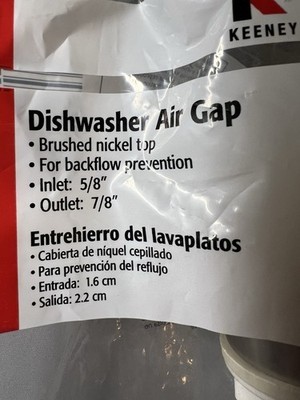 KEENEY
Dishwasher Air Gap
• Brushed nickel top
• For backflow prevention
• Inlet: 5/8"
• Outlet: 7/8"
Entrehierro del lavaplatos
• Cabierta de níquel cepillado
• Para prevención del reflujo
• Entrada: 1.6 cm
• Salida: 2.2 cm